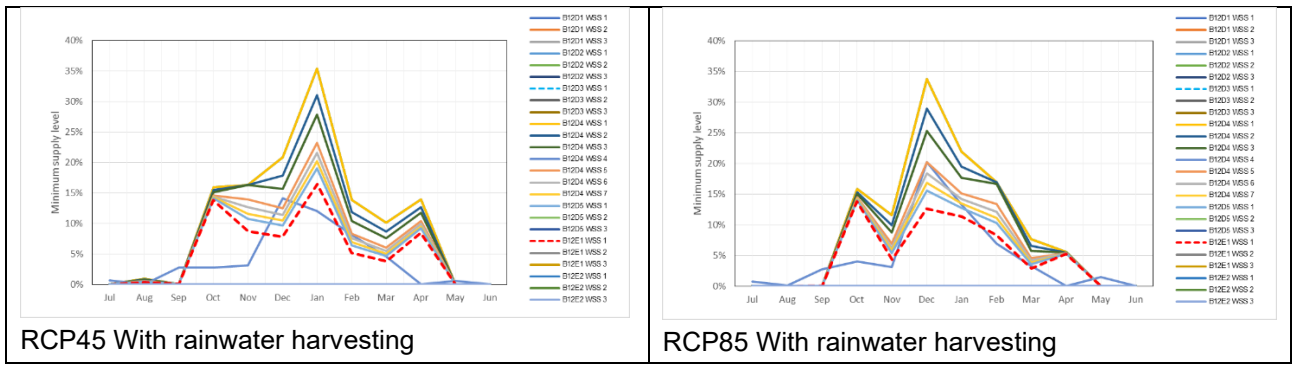 B12D1 WSS 1
B12D1 WSS 2
B12D1 WSS 3
B12D2 WSS 1
B12D2 WSS 2
B12D2 WSS 3
B12D3 WSS 1
B12D3 WSS 2
B12D3 WSS 3
B12D4 WSS 1
B12D4 WSS 2
B12D4 WSS 3
B12D4 WSS 4
B12D4 WSS 5
B12D4 WSS 6
B12D4 WSS 7
B12D5 WSS 1
B12D5 WSS 2
B12D5 WSS 3
B12E1 WSS 1
B12E1 WSS 2
B12E1 WSS 3
B12E2 WSS 1
B12E2 WSS 2
B12E2 WSS 3
40%
35%
30%
25%
20%
15%
10%
5%
0%
Minimum supply level
Jul Aug Sep Oct Nov Dec Jan Feb Mar Apr May Jun
RCP45 With rainwater harvesting
B12D1 WSS 1
B12D1 WSS 2
B12D1 WSS 3
B12D2 WSS 1
B12D2 WSS 2
B12D2 WSS 3
B12D3 WSS 1
B12D3 WSS 2
B12D3 WSS 3
B12D4 WSS 1
B12D4 WSS 2
B12D4 WSS 3
B12D4 WSS 4
B12D4 WSS 5
B12D4 WSS 6
B12D4 WSS 7
B12D5 WSS 1
B12D5 WSS 2
B12D5 WSS 3
B12E1 WSS 1
B12E1 WSS 2
B12E1 WSS 3
B12E2 WSS 1
B12E2 WSS 2
B12E2 WSS 3
40%
35%
30%
25%
20%
15%
10%
5%
0%
Minimum supply level
Jul Aug Sep Oct Nov Dec Jan Feb Mar Apr May Jun
RCP85 With rainwater harvesting